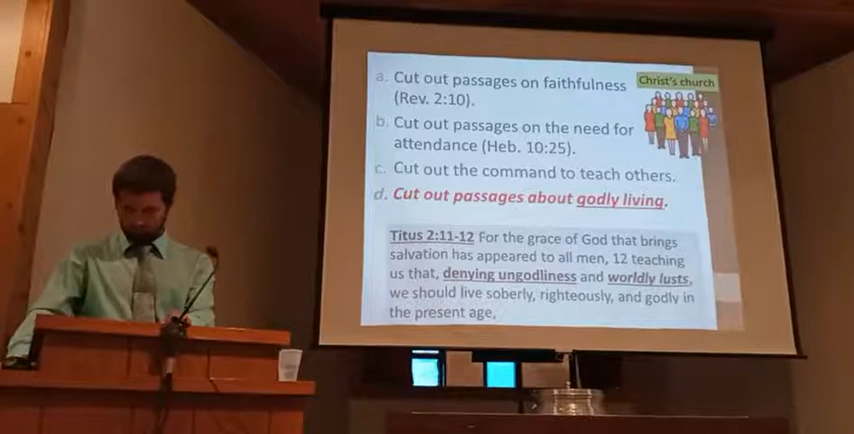 a. Cut out passages on faithfulness
(Rev. 2:10).
Christ's church
b. Cut out passages on the need for
attendance (Heb. 10:25).
c. Cut out the command to teach others.
d. Cut out passages about godly living.
Titus 2:11-12 For the grace of God that brings
salvation has appeared to all men, 12 teaching
us that, denying ungodliness and worldly lusts,
we should live soberly, righteously, and godly in
the present age,